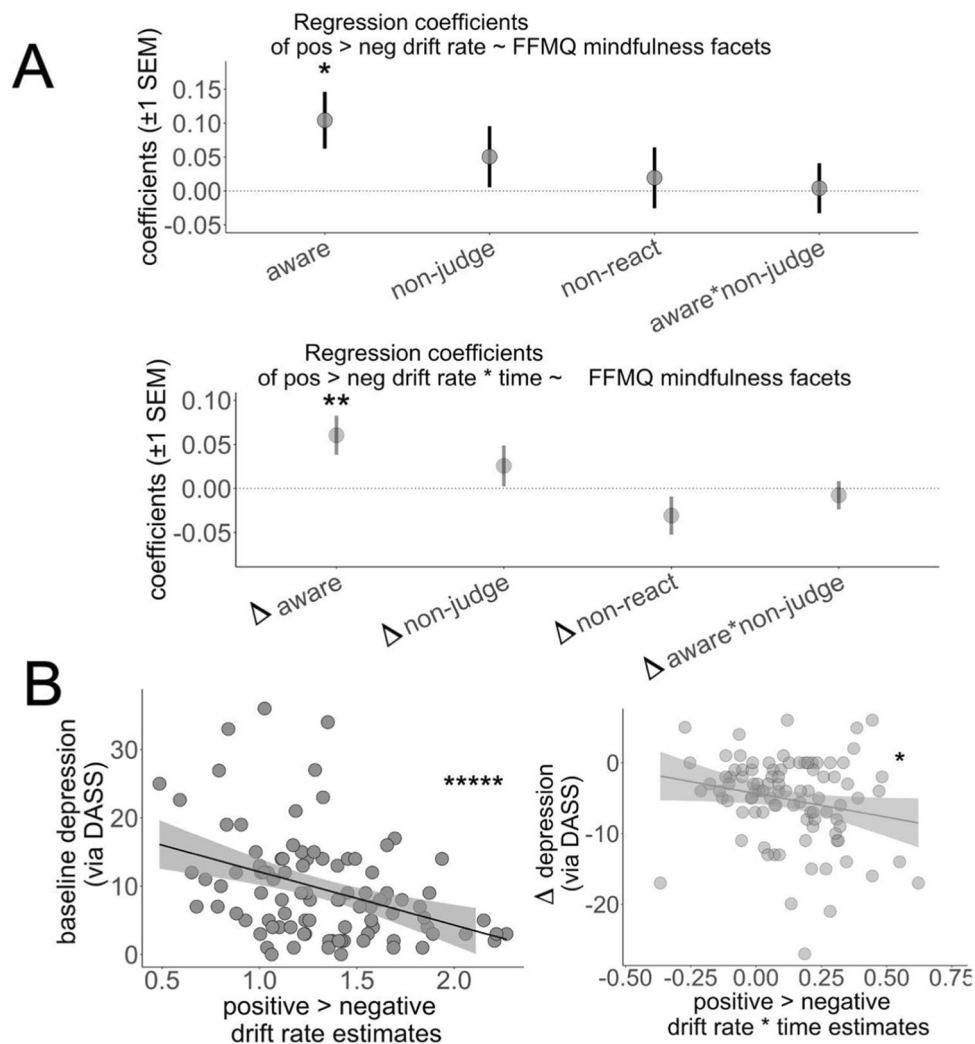 A
Regression coefficients
of pos > neg drift rate ~ FFMQ mindfulness facets
*
coefficients (±1 SEM)
0.15
0.10
0.05
0.00
-0.05
aware
non-judge
non-react
aware*non-judge
Regression coefficients
of pos > neg drift rate * time ~ FFMQ mindfulness facets
**
coefficients (±1 SEM)
0.10
0.05
0.00
-0.05
Δ aware
Δ non-judge
Δ non-react
Δ aware*non-judge
B
baseline depression
(via DASS)
30
20
10
0
*****
0.5 1.0 1.5 2.0
positive > negative
drift rate estimates
Δ depression
(via DASS)
0
-10
-20
*
-0.50 -0.25 0.00 0.25 0.50 0.75
positive > negative
drift rate * time estimates